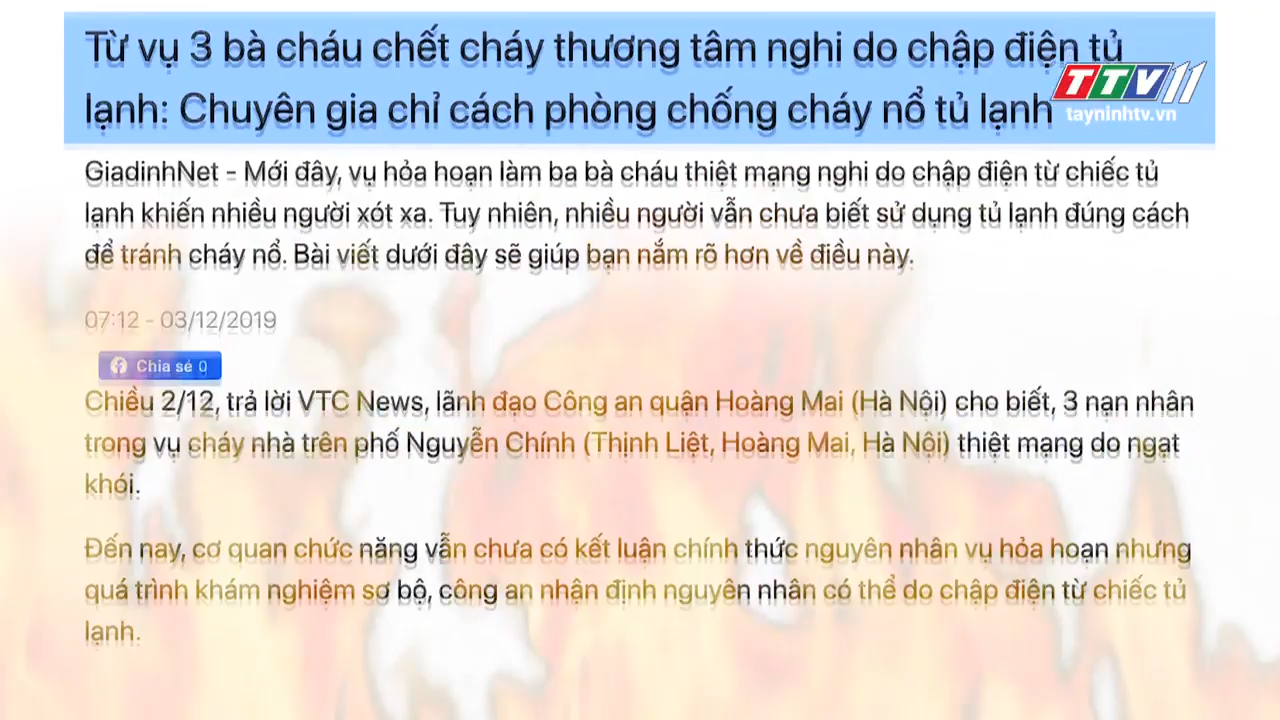 Từ vụ 3 bà cháu chết cháy thương tâm nghi do chập điện tủ
lạnh: Chuyên gia chỉ cách phòng chống cháy nổ tủ lạnh
TTV11
tayninhtv.vn
GiadinhNet - Mới đây, vụ hỏa hoạn làm ba bà cháu thiệt mạng nghi do chập điện từ chiếc tủ
lạnh khiến nhiều người xót xa. Tuy nhiên, nhiều người vẫn chưa biết sử dụng tủ lạnh đúng cách
để tránh cháy nổ. Bài viết dưới đây sẽ giúp bạn nắm rõ hơn về điều này.
07:12 - 03/12/2019
Chia sẻ 0
Chiều 2/12, trả lời VTC News, lãnh đạo Công an quận Hoàng Mai (Hà Nội) cho biết, 3 nạn nhân
trong vụ cháy nhà trên phố Nguyễn Chính (Thịnh Liệt, Hoàng Mai, Hà Nội) thiệt mạng do ngạt
khói.
Đến nay, cơ quan chức năng vẫn chưa có kết luận chính thức nguyên nhân vụ hỏa hoạn nhưng
quá trình khám nghiệm sơ bộ, công an nhận định nguyên nhân có thể do chập điện từ chiếc tủ
lạnh.